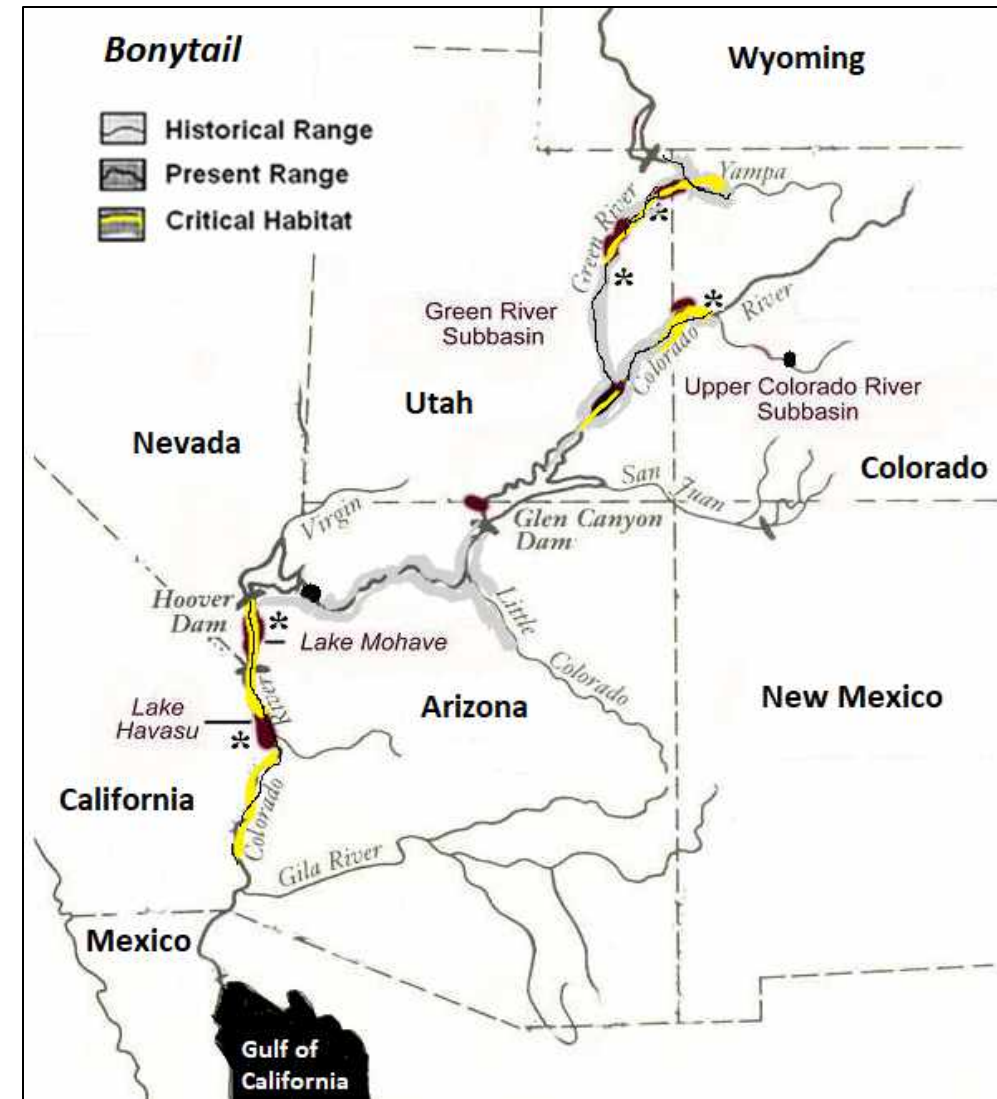 Bonytail
Historical Range
Present Range
Critical Habitat
Wyoming
Yampa
Green River
*
*
*
River
Green River
Subbasin
Colorado
Upper Colorado River
Subbasin
Utah
Nevada
Colorado
San Juan
Virgin
Glen Canyon
Dam
Hoover
Dam
*
Lake Mohave
Little
Colorado
Lake
Havasu
*
River
Arizona
New Mexico
California
Colorado
Gila River
Mexico
Gulf of
California